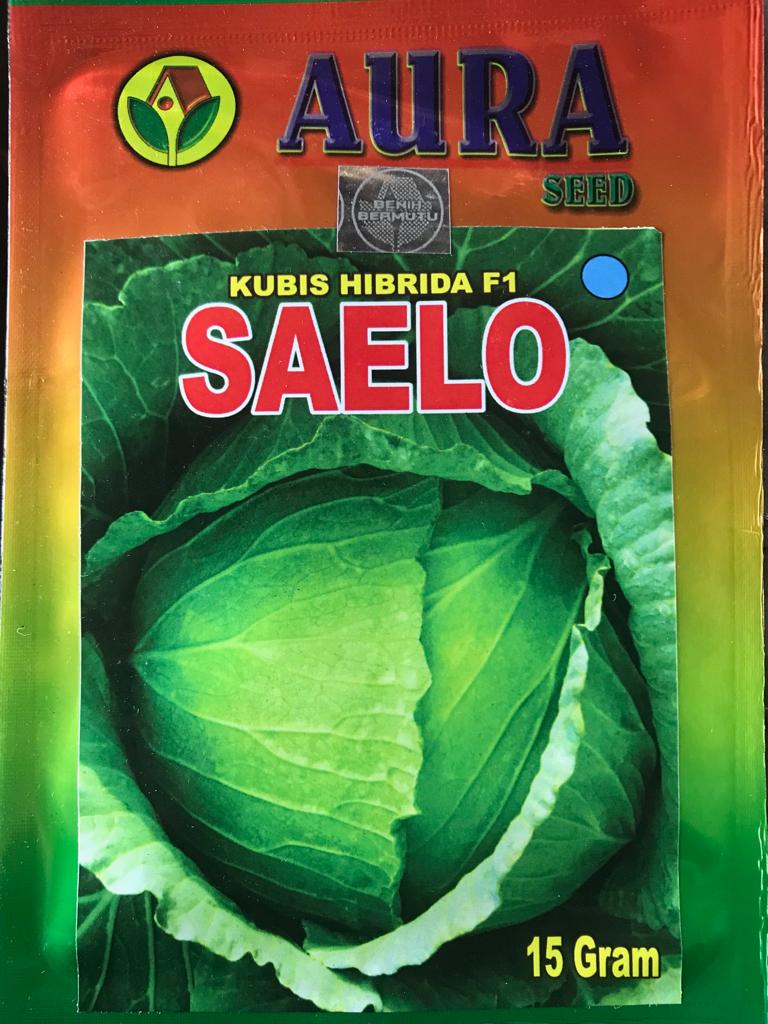 AURA
SEED
BENIH
BERMUTU
KUBIS HIBRIDA F1
SAELO
15 Gram